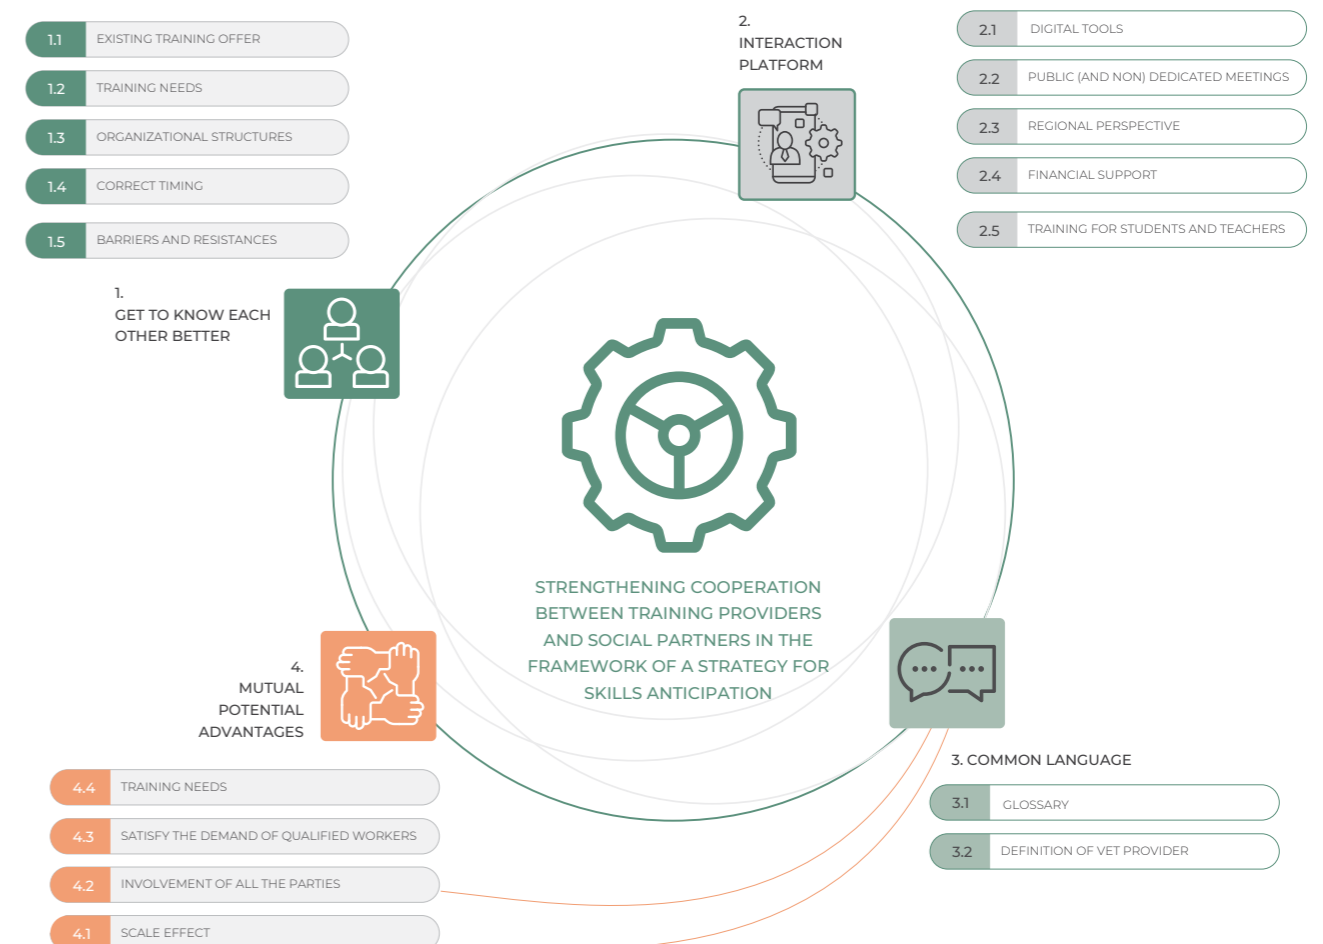 1.1 EXISTING TRAINING OFFER
1.2 TRAINING NEEDS
1.3 ORGANIZATIONAL STRUCTURES
1.4 CORRECT TIMING
1.5 BARRIERS AND RESISTANCES
1.
GET TO KNOW EACH
OTHER BETTER
2.
INTERACTION
PLATFORM
2.1 DIGITAL TOOLS
2.2 PUBLIC (AND NON) DEDICATED MEETINGS
2.3 REGIONAL PERSPECTIVE
2.4 FINANCIAL SUPPORT
2.5 TRAINING FOR STUDENTS AND TEACHERS
STRENGTHENING COOPERATION
BETWEEN TRAINING PROVIDERS
AND SOCIAL PARTNERS IN THE
FRAMEWORK OF A STRATEGY FOR
SKILLS ANTICIPATION
3. COMMON LANGUAGE
3.1 GLOSSARY
3.2 DEFINITION OF VET PROVIDER
4.
MUTUAL
POTENTIAL
ADVANTAGES
4.4 TRAINING NEEDS
4.3 SATISFY THE DEMAND OF QUALIFIED WORKERS
4.2 INVOLVEMENT OF ALL THE PARTIES
4.1 SCALE EFFECT